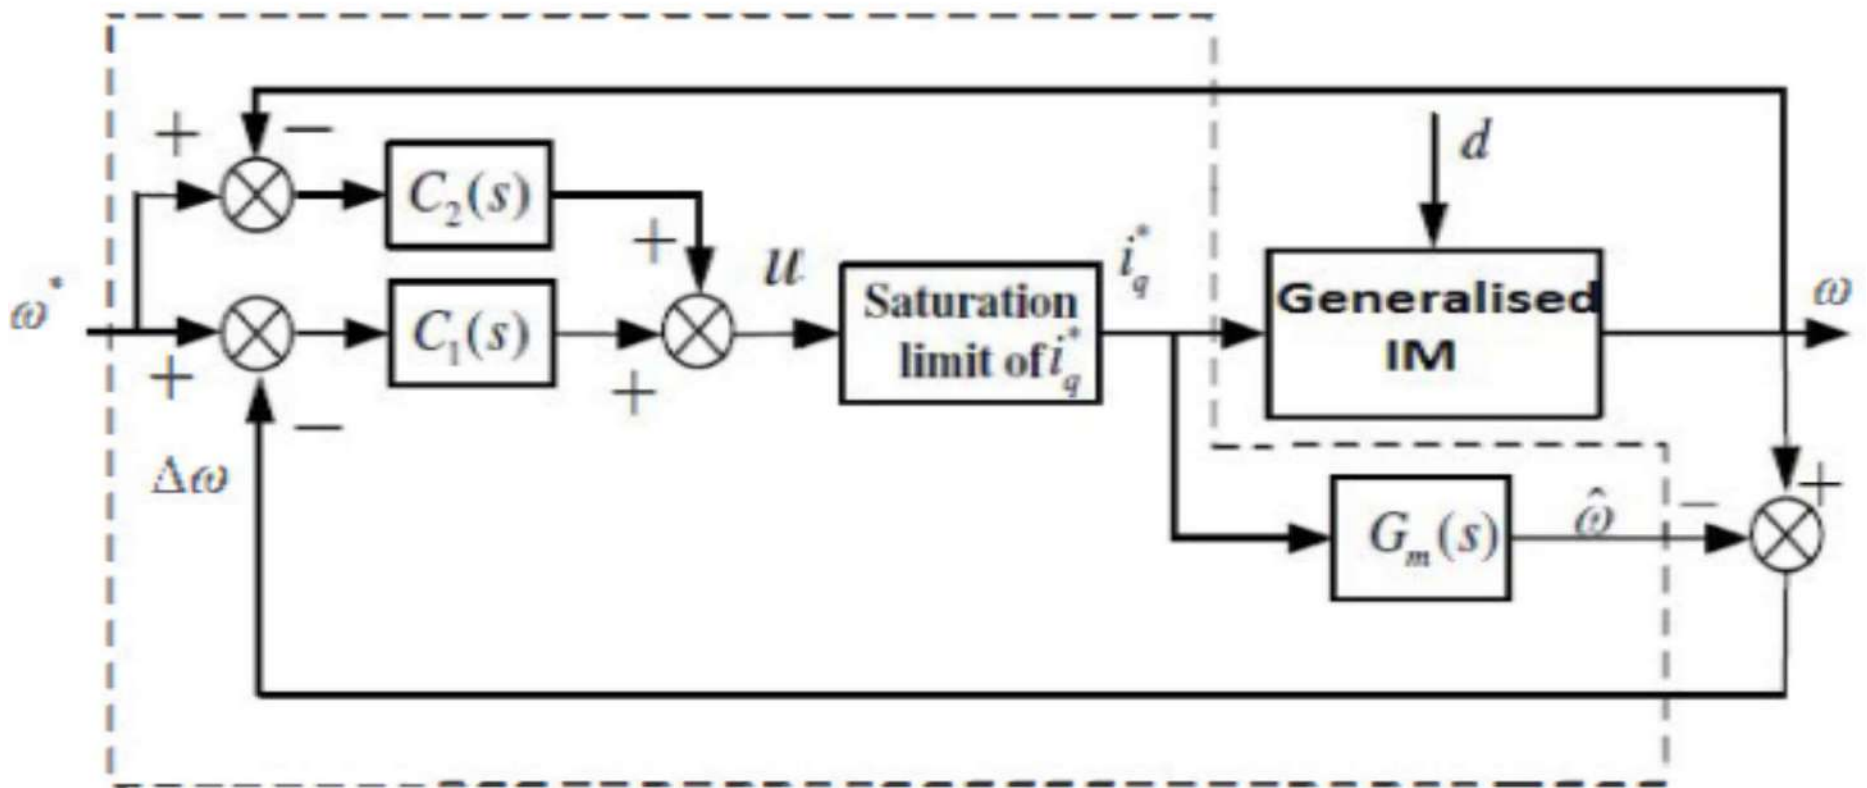 +
−
d
C₂(s)
+
u
i*q
ω*
C₁(s)
Saturation
limit of i*q
Generalised
IM
ω
+
+
−
Δω
Gₘ(s)
ω̂
−
+